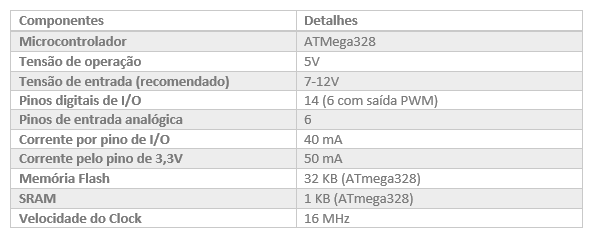 Componentes Detalhes
Microcontrolador ATMega328
Tensão de operação 5V
Tensão de entrada (recomendado) 7-12V
Pinos digitais de I/O 14 (6 com saída PWM)
Pinos de entrada analógica 6
Corrente por pino de I/O 40 mA
Corrente pelo pino de 3,3V 50 mA
Memória Flash 32 KB (ATmega328)
SRAM 1 KB (ATmega328)
Velocidade do Clock 16 MHz